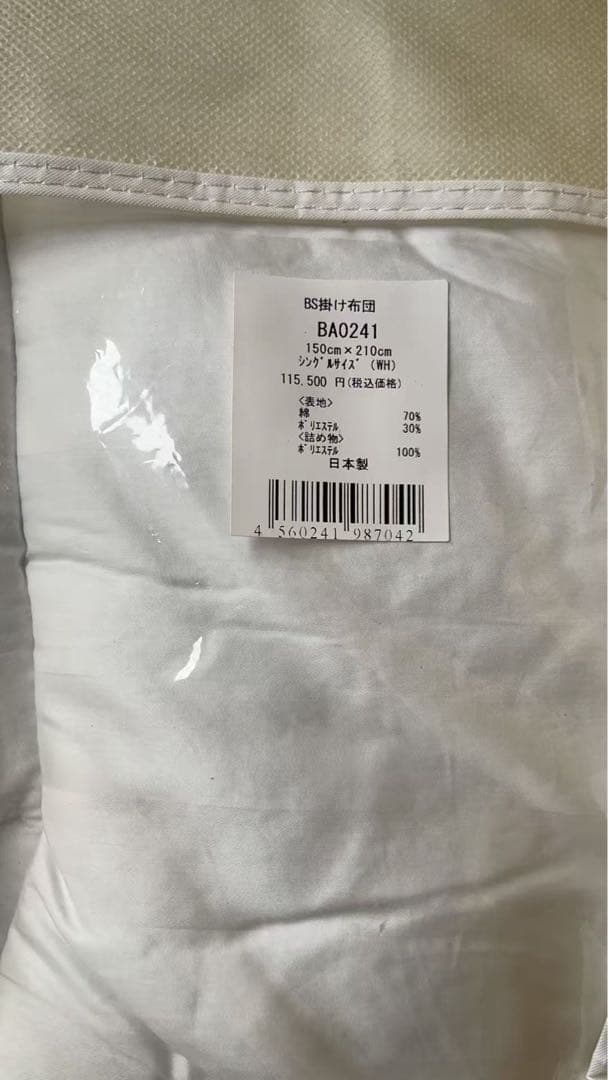 BS掛け布団
BA0241
150cm×210cm
ｼﾝｸﾞﾙｻｲｽﾞ (WH)
115.500 円(税込価格)
<表地>
綿 70%
ﾎﾟﾘｴｽﾃﾙ 30%
<詰め物>
ﾎﾟﾘｴｽﾃﾙ 100%
日本製
4 560241 987042